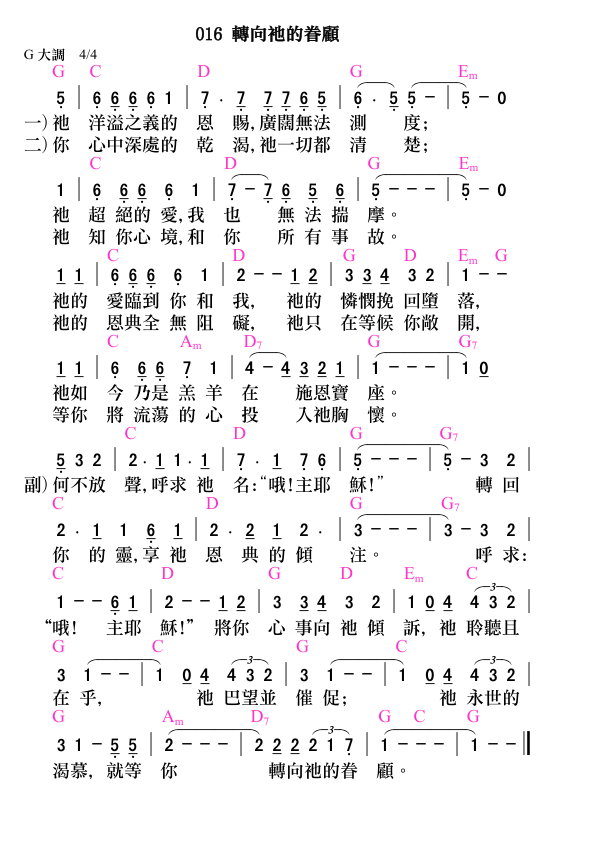 016 轉向祂的眷顧
G 大調 4/4
G C D G Em
5 | 6 6 6 6 1 | 7 · 7 7 7 6 5 | 6 · 5 5 – | 5 – 0
一) 祂 洋溢之義的 恩 賜,廣闊無法 測 度;
二) 你 心中深處的 乾 渴,祂一切都 清 楚;
C D G Em
1 | 6 6 6 6 1 | 7 – 7 6 5 6 | 5 – – – | 5 – 0
祂 超 絕的 愛,我 也 無 法 揣 摩。
祂 知 你心 境,和 你 所 有 事 故。
C D G D Em G
1 1 | 6 6 6 6 1 | 2 – – 1 2 | 3 3 4 3 2 | 1 – –
祂的 愛臨到 你 和 我, 祂的 憐憫挽 回墮 落,
祂的 恩典全 無 阻 礙, 祂只 在等候 你敞 開,
C Am D7 G G7
1 1 | 6 6 6 7 1 | 4 – 4 3 2 1 | 1 – – – | 1 0
祂如 今 乃是 羔 羊 在 施恩寶 座。
等你 將 流蕩 的 心 投 入祂胸 懷。
C D G G7
5 3 2 | 2 · 1 1 · 1 | 7 · 1 7 6 | 5 – – – | 5 – 3 2 |
副) 何不放 聲,呼求 祂 名:“哦!主耶 穌!” 轉 回
C D G G7
2 · 1 1 6 1 | 2 · 2 1 2 · | 3 – – – | 3 – 3 2 |
你 的 靈,享 祂 恩 典 的 傾 注。 呼 求:
C D G D Em C
1 – – 6 1 | 2 – – 1 2 | 3 3 4 3 2 | 1 0 4 4 3 2 |
“哦! 主耶 穌!” 將你 心 事向 祂 傾 訴, 祂 聆聽且
G C G C
3 1 – – | 1 0 4 4 3 2 | 3 1 – – | 1 0 4 4 3 2 |
在 乎, 祂 巴望並 催 促; 祂 永世的
G Am D7 G C G
3 1 – 5 5 | 2 – – – | 2 2 2 2 1 7 | 1 – – – | 1 – – ‖
渴慕, 就等 你 轉向祂的眷 顧。